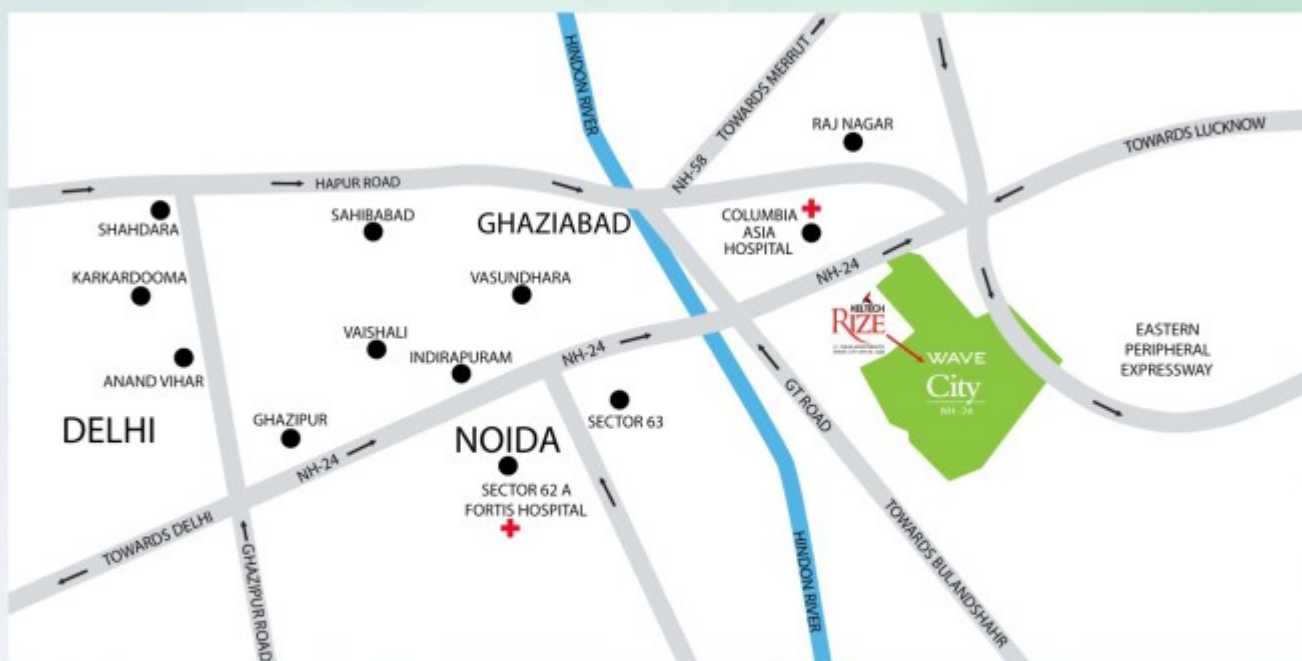 HINDON RIVER
TOWARDS MERRUT
NH-58
RAJ NAGAR
TOWARDS LUCKNOW
HAPUR ROAD
SHAHDARA
SAHIBABAD
GHAZIABAD
COLUMBIA
ASIA
HOSPITAL
KARKARDOOMA
VASUNDHARA
NH-24
KELTECH
RIZE
VAISHALI
INDIRAPURAM
NH-24
ANAND VIHAR
WAVE
City
NH-24
EASTERN
PERIPHERAL
EXPRESSWAY
DELHI
GHAZIPUR
NOIDA
SECTOR 63
GT ROAD
NH-24
SECTOR 62 A
FORTIS HOSPITAL
TOWARDS DELHI
GHAZIPUR ROAD
HINDON RIVER
TOWARDS BULANDSHAHR